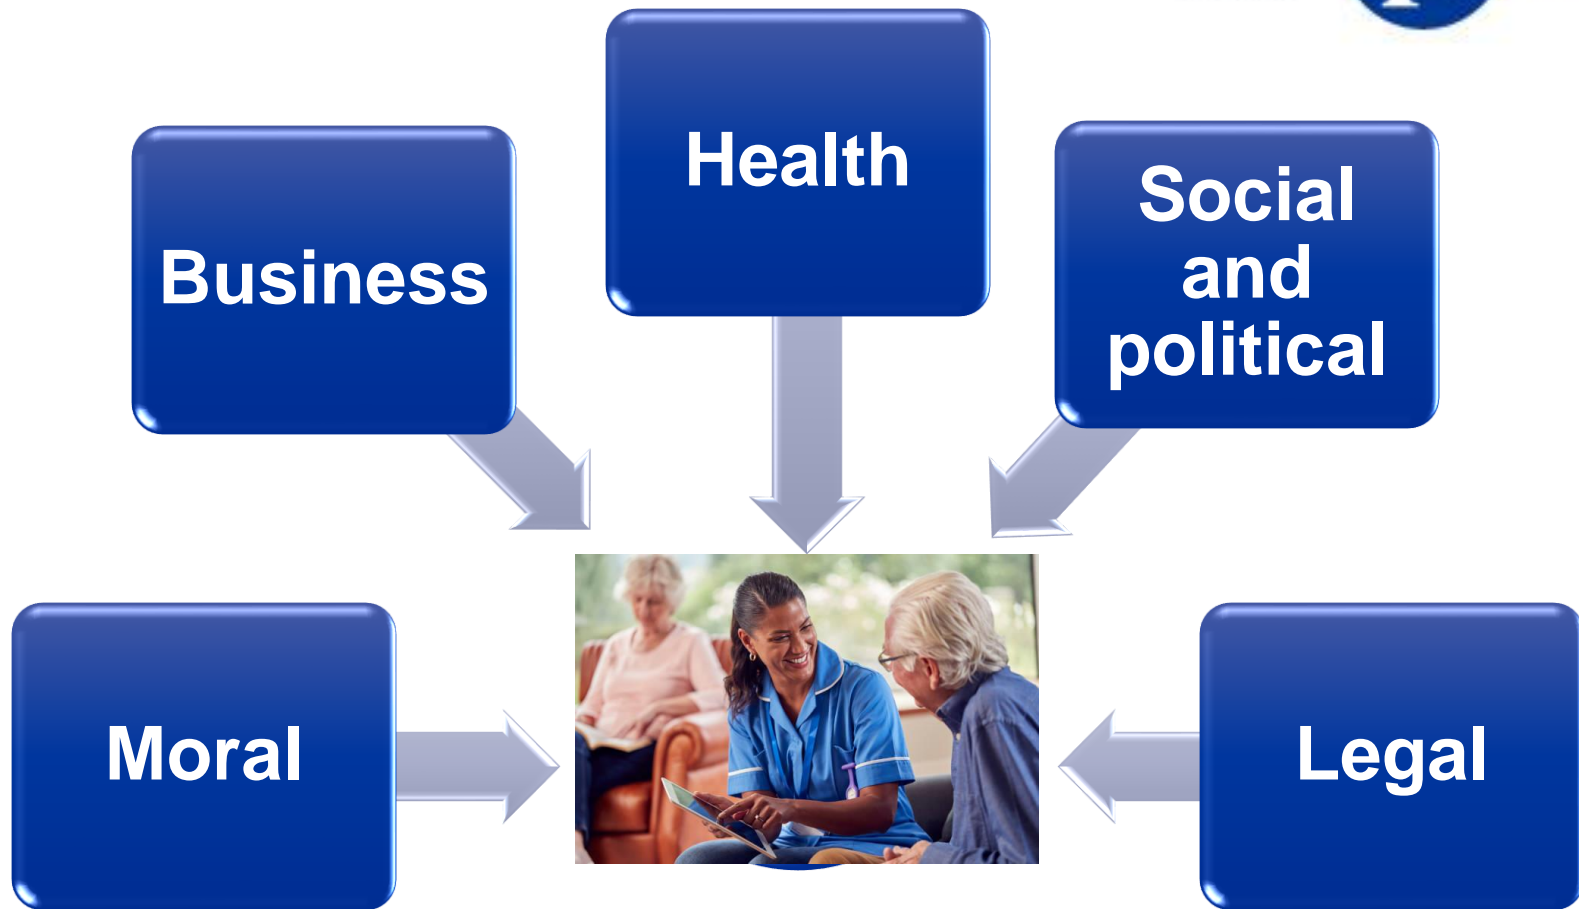 Health
Business
Social
and
political
Moral
Legal